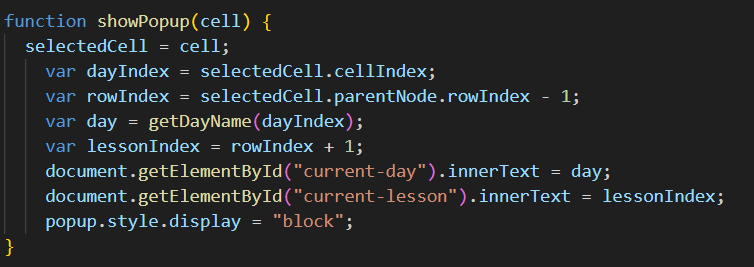 function showPopup(cell) {
  selectedCell = cell;
    var dayIndex = selectedCell.cellIndex;
    var rowIndex = selectedCell.parentNode.rowIndex - 1;
    var day = getDayName(dayIndex);
    var lessonIndex = rowIndex + 1;
    document.getElementById("current-day").innerText = day;
    document.getElementById("current-lesson").innerText = lessonIndex;
    popup.style.display = "block";
}